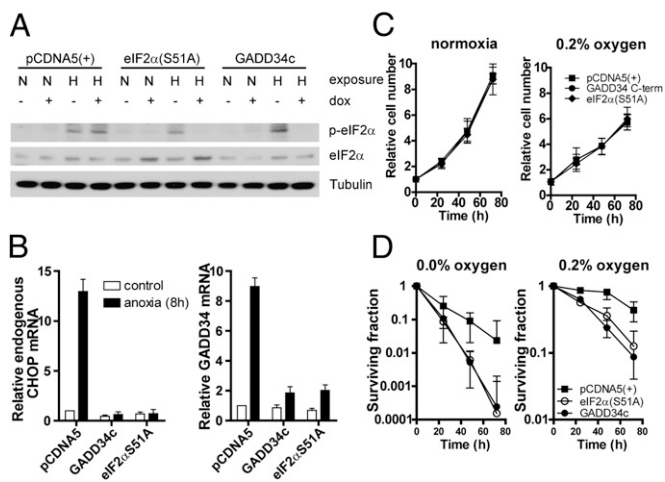 A
pCDNA5(+) eIF2α(S51A) GADD34c
N N H H N N H H N N H H exposure
- + - + - + - + - + - + dox
p-eIF2α
eIF2α
Tubulin
B
Relative endogenous
CHOP mRNA
15
10
5
0
control
anoxia (8h)
pCDNA5
GADD34c
eIF2αS51A
Relative GADD34 mRNA
10
8
6
4
2
0
pCDNA5
GADD34c
eIF2αS51A
C
normoxia
Relative cell number
10
8
6
4
2
0
0 20 40 60 80
Time (h)
0.2% oxygen
Relative cell number
10
8
6
4
2
0
pCDNA5(+)
GADD34 C-term
eIF2α(S51A)
0 20 40 60 80
Time (h)
D
0.0% oxygen
Surviving fraction
1
0.1
0.01
0.001
0.0001
0 20 40 60 80
Time (h)
0.2% oxygen
Surviving fraction
1
0.1
0.01
pCDNA5(+)
eIF2α(S51A)
GADD34c
0 20 40 60 80
Time (h)